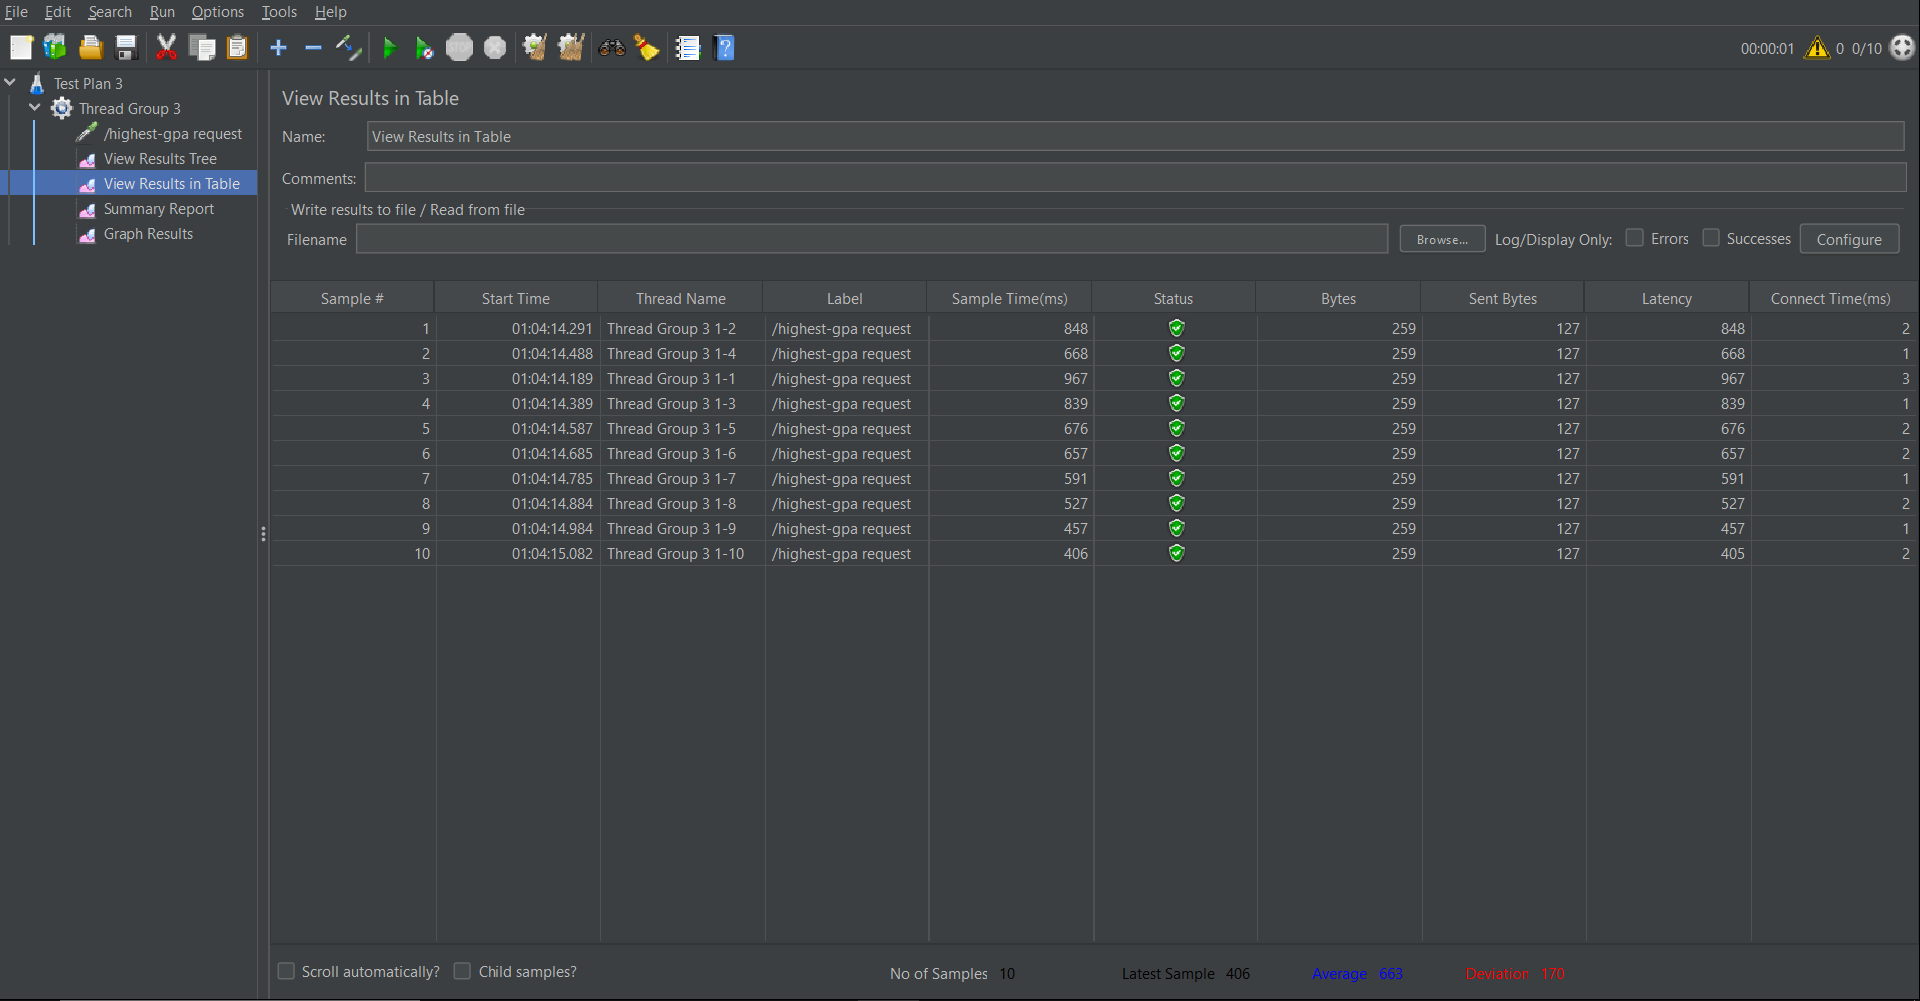 File Edit Search Run Options Tools Help
STOP
00:00:01 0 0/10
Test Plan 3
Thread Group 3
/highest-gpa request
View Results Tree
View Results in Table
Summary Report
Graph Results
View Results in Table
Name: View Results in Table
Comments:
Write results to file / Read from file
Filename Browse... Log/Display Only: Errors Successes Configure
Sample # Start Time Thread Name Label Sample Time(ms) Status Bytes Sent Bytes Latency Connect Time(ms)
1 01:04:14.291 Thread Group 3 1-2 /highest-gpa request 848 259 127 848 2
2 01:04:14.488 Thread Group 3 1-4 /highest-gpa request 668 259 127 668 1
3 01:04:14.189 Thread Group 3 1-1 /highest-gpa request 967 259 127 967 3
4 01:04:14.389 Thread Group 3 1-3 /highest-gpa request 839 259 127 839 1
5 01:04:14.587 Thread Group 3 1-5 /highest-gpa request 676 259 127 676 2
6 01:04:14.685 Thread Group 3 1-6 /highest-gpa request 657 259 127 657 2
7 01:04:14.785 Thread Group 3 1-7 /highest-gpa request 591 259 127 591 1
8 01:04:14.884 Thread Group 3 1-8 /highest-gpa request 527 259 127 527 2
9 01:04:14.984 Thread Group 3 1-9 /highest-gpa request 457 259 127 457 1
10 01:04:15.082 Thread Group 3 1-10 /highest-gpa request 406 259 127 405 2
Scroll automatically? Child samples? No of Samples 10 Latest Sample 406 Average 663 Deviation 170